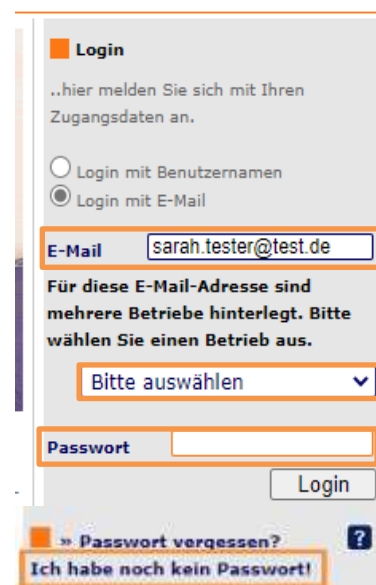 Login
..hier melden Sie sich mit Ihren
Zugangsdaten an.
Login mit Benutzernamen
Login mit E-Mail
E-Mail sarah.tester@test.de
Für diese E-Mail-Adresse sind
mehrere Betriebe hinterlegt. Bitte
wählen Sie einen Betrieb aus.
Bitte auswählen
Passwort
Login
» Passwort vergessen? ?
Ich habe noch kein Passwort!